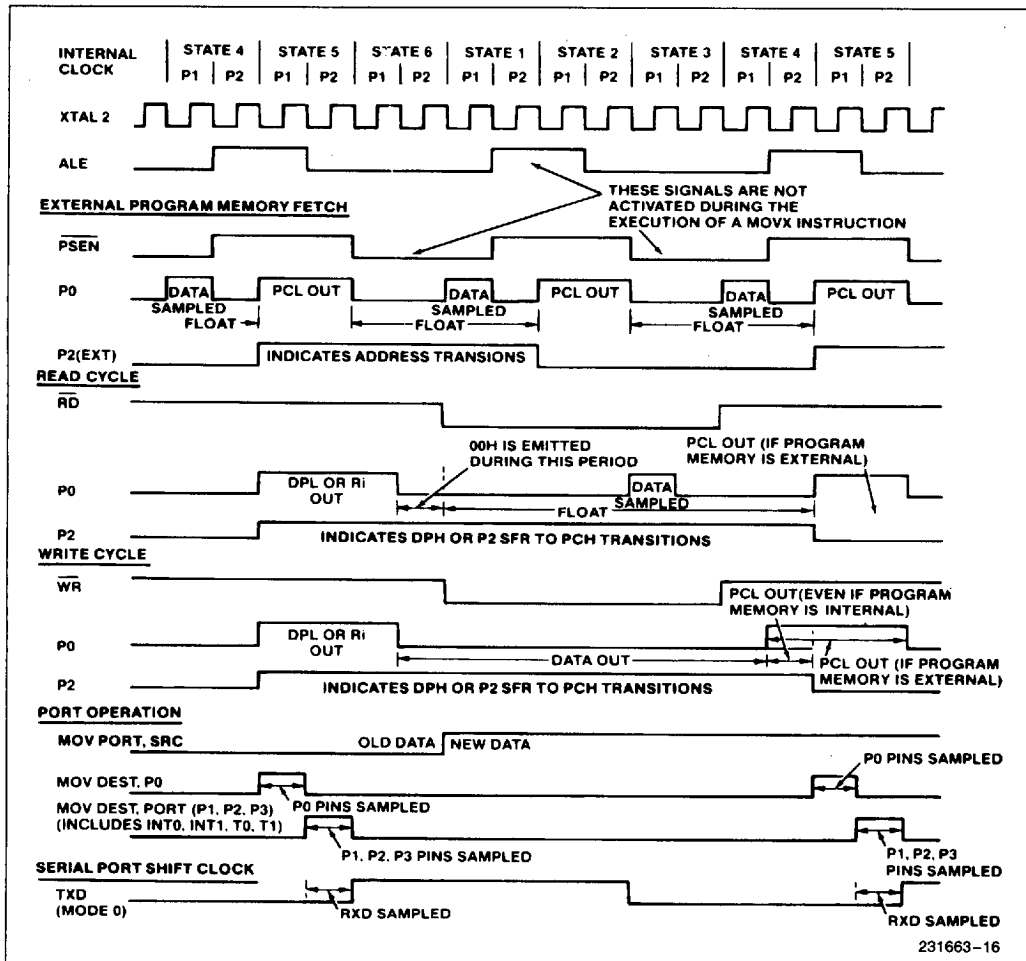 INTERNAL CLOCK
STATE 4 STATE 5 STATE 6 STATE 1 STATE 2 STATE 3 STATE 4 STATE 5
P1 P2 P1 P2 P1 P2 P1 P2 P1 P2 P1 P2 P1 P2 P1 P2
XTAL 2
ALE
THESE SIGNALS ARE NOT
ACTIVATED DURING THE
EXECUTION OF A MOVX INSTRUCTION
EXTERNAL PROGRAM MEMORY FETCH
PSEN
P0
DATA PCL OUT DATA PCL OUT DATA PCL OUT
SAMPLED SAMPLED SAMPLED
FLOAT FLOAT FLOAT
P2(EXT)
INDICATES ADDRESS TRANSIONS
READ CYCLE
RD
00H IS EMITTED
DURING THIS PERIOD
PCL OUT (IF PROGRAM
MEMORY IS EXTERNAL)
P0
DPL OR Ri
OUT
DATA
SAMPLED
FLOAT
P2
INDICATES DPH OR P2 SFR TO PCH TRANSITIONS
WRITE CYCLE
WR
PCL OUT(EVEN IF PROGRAM
MEMORY IS INTERNAL)
P0
DPL OR Ri
OUT
DATA OUT
PCL OUT (IF PROGRAM
MEMORY IS EXTERNAL)
P2
INDICATES DPH OR P2 SFR TO PCH TRANSITIONS
PORT OPERATION
MOV PORT, SRC
OLD DATA NEW DATA
MOV DEST, P0
P0 PINS SAMPLED
P0 PINS SAMPLED
MOV DEST, PORT (P1, P2, P3)
(INCLUDES INT0, INT1, T0, T1)
P1, P2, P3 PINS SAMPLED
P1, P2, P3
PINS SAMPLED
SERIAL PORT SHIFT CLOCK
TXD
(MODE 0)
RXD SAMPLED
RXD SAMPLED
231663-16